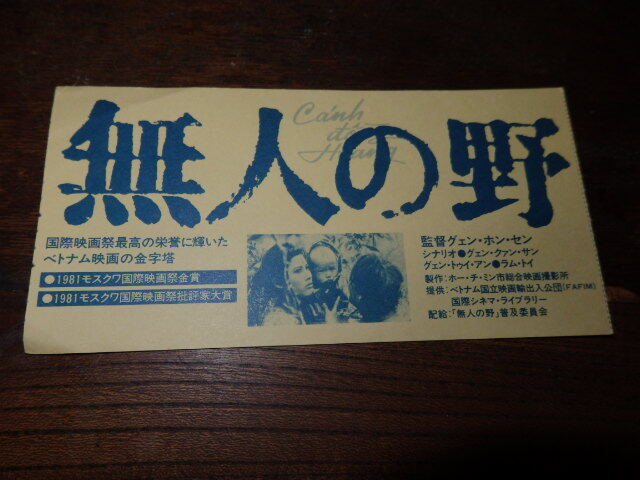 無人の野
Cánh
đồng
Hoang
国際映画祭最高の栄誉に輝いた
ベトナム映画の金字塔
●1981モスクワ国際映画祭金賞
●1981モスクワ国際映画祭批評家大賞
監督グェン・ホン・セン
シナリオ●グェン・クァン・サン
グェン・トゥイ・アン●ラム・トイ
製作：ホー・チ・ミン市総合映画撮影所
提供：ベトナム国立映画輸出入公団（FAFIM）
国際シネマ・ライブラリー
配給：「無人の野」普及委員会